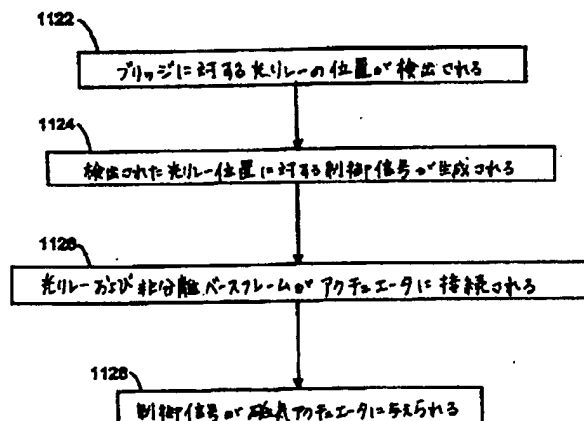 1122
ブリッジに対する光リレーの位置が検出される
1124
検出された光リレー位置に対する制御信号が生成される
1126
光リレーおよび非分離ベースフレームがアクチュエータに接続される
1128
制御信号が磁気アクチュエータに与えられる